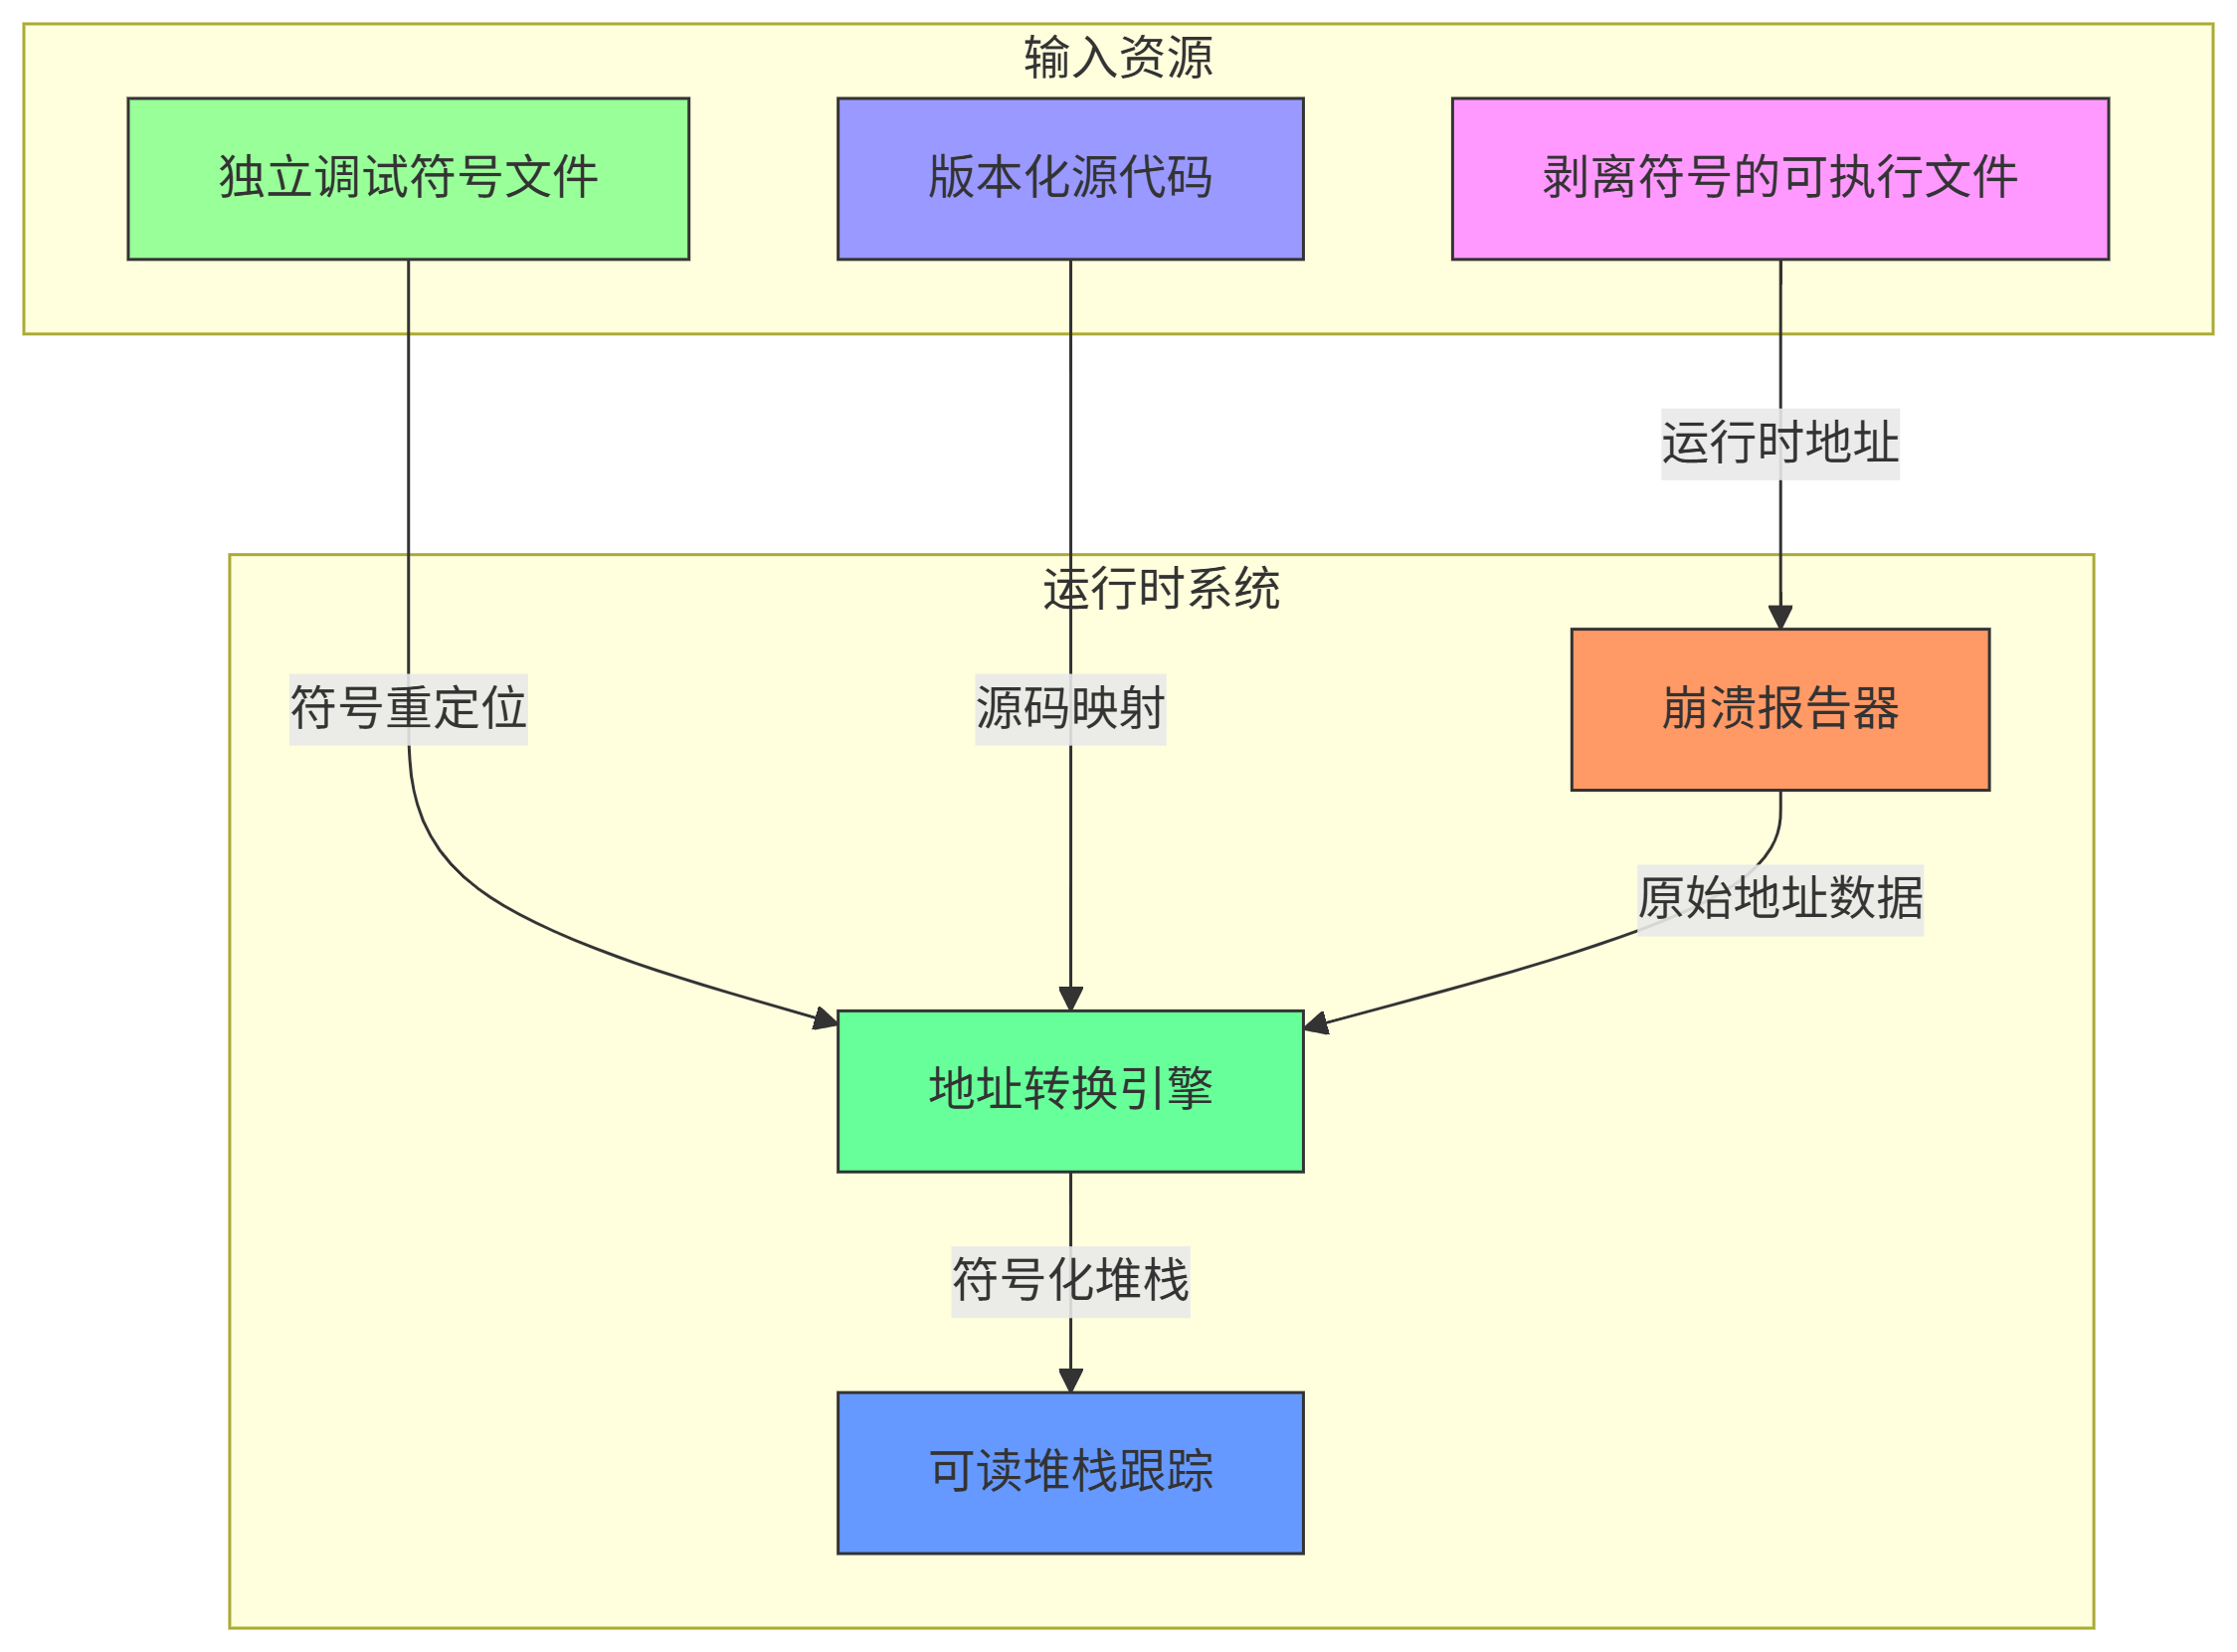 输入资源
独立调试符号文件
版本化源代码
剥离符号的可执行文件
运行时地址
运行时系统
符号重定位
源码映射
崩溃报告器
原始地址数据
地址转换引擎
符号化堆栈
可读堆栈跟踪